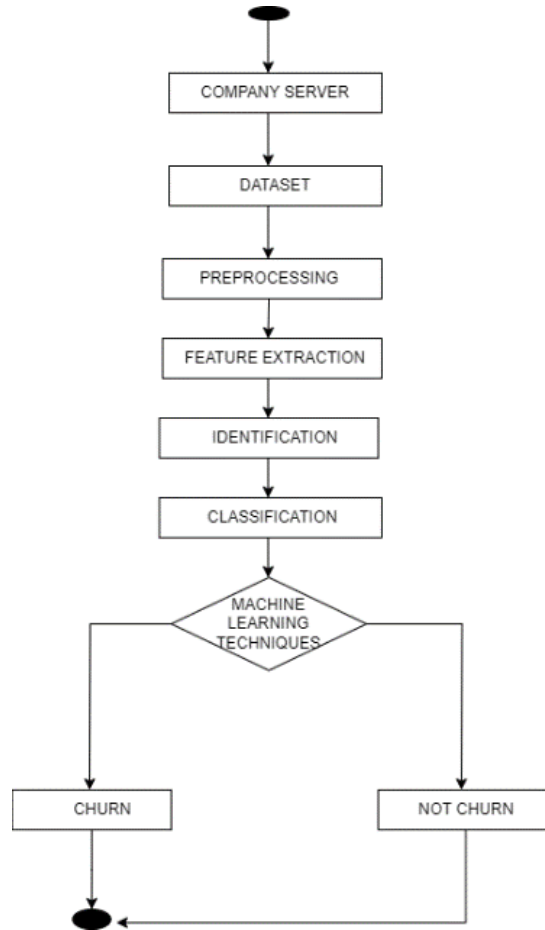 COMPANY SERVER
DATASET
PREPROCESSING
FEATURE EXTRACTION
IDENTIFICATION
CLASSIFICATION
MACHINE
LEARNING
TECHNIQUES
CHURN
NOT CHURN